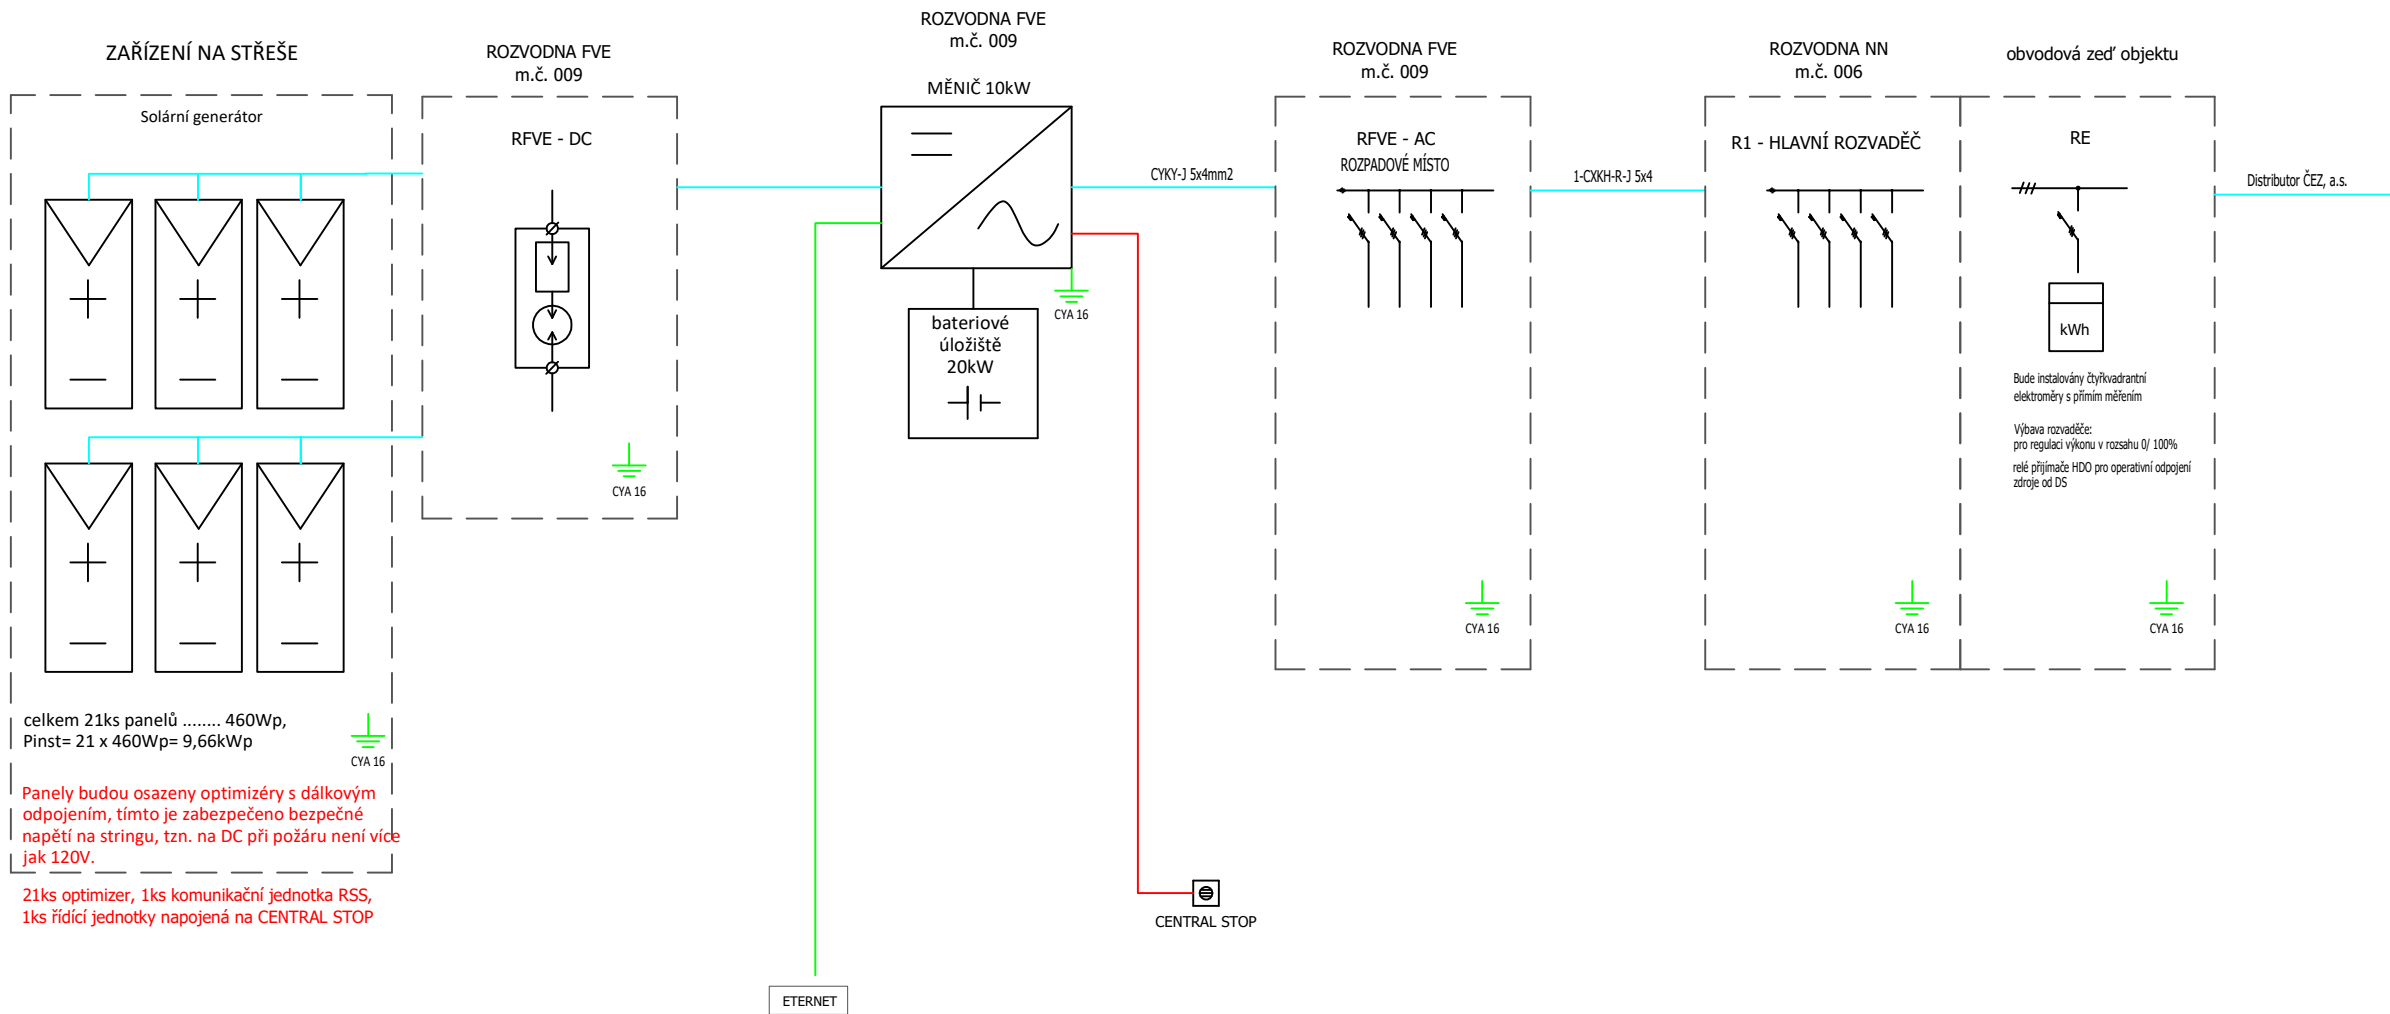 ZAŘÍZENÍ NA STŘEŠE
Solární generátor
celkem 21ks panelů ........ 460Wp,
Pinst= 21 x 460Wp= 9,66kWp
CYA 16
Panely budou osazeny optimizéry s dálkovým
odpojením, tímto je zabezpečeno bezpečné
napětí na stringu, tzn. na DC při požáru není více
jak 120V.
21ks optimizer, 1ks komunikační jednotka RSS,
1ks řídící jednotky napojená na CENTRAL STOP
ROZVODNA FVE
m.č. 009
RFVE - DC
CYA 16
ROZVODNA FVE
m.č. 009
MĚNIČ 10kW
CYA 16
bateriové
úložiště
20kW
ETERNET
CENTRAL STOP
CYKY-J 5x4mm2
ROZVODNA FVE
m.č. 009
RFVE - AC
ROZPADOVÉ MÍSTO
CYA 16
1-CXKH-R-J 5x4
ROZVODNA NN
m.č. 006
R1 - HLAVNÍ ROZVADĚČ
CYA 16
obvodová zeď objektu
RE
kWh
Bude instalovány čtyřkvadrantní
elektroměry s přímím měřením
Výbava rozvaděče:
pro regulaci výkonu v rozsahu 0/ 100%
relé přijímače HDO pro operativní odpojení
zdroje od DS
CYA 16
Distributor ČEZ, a.s.